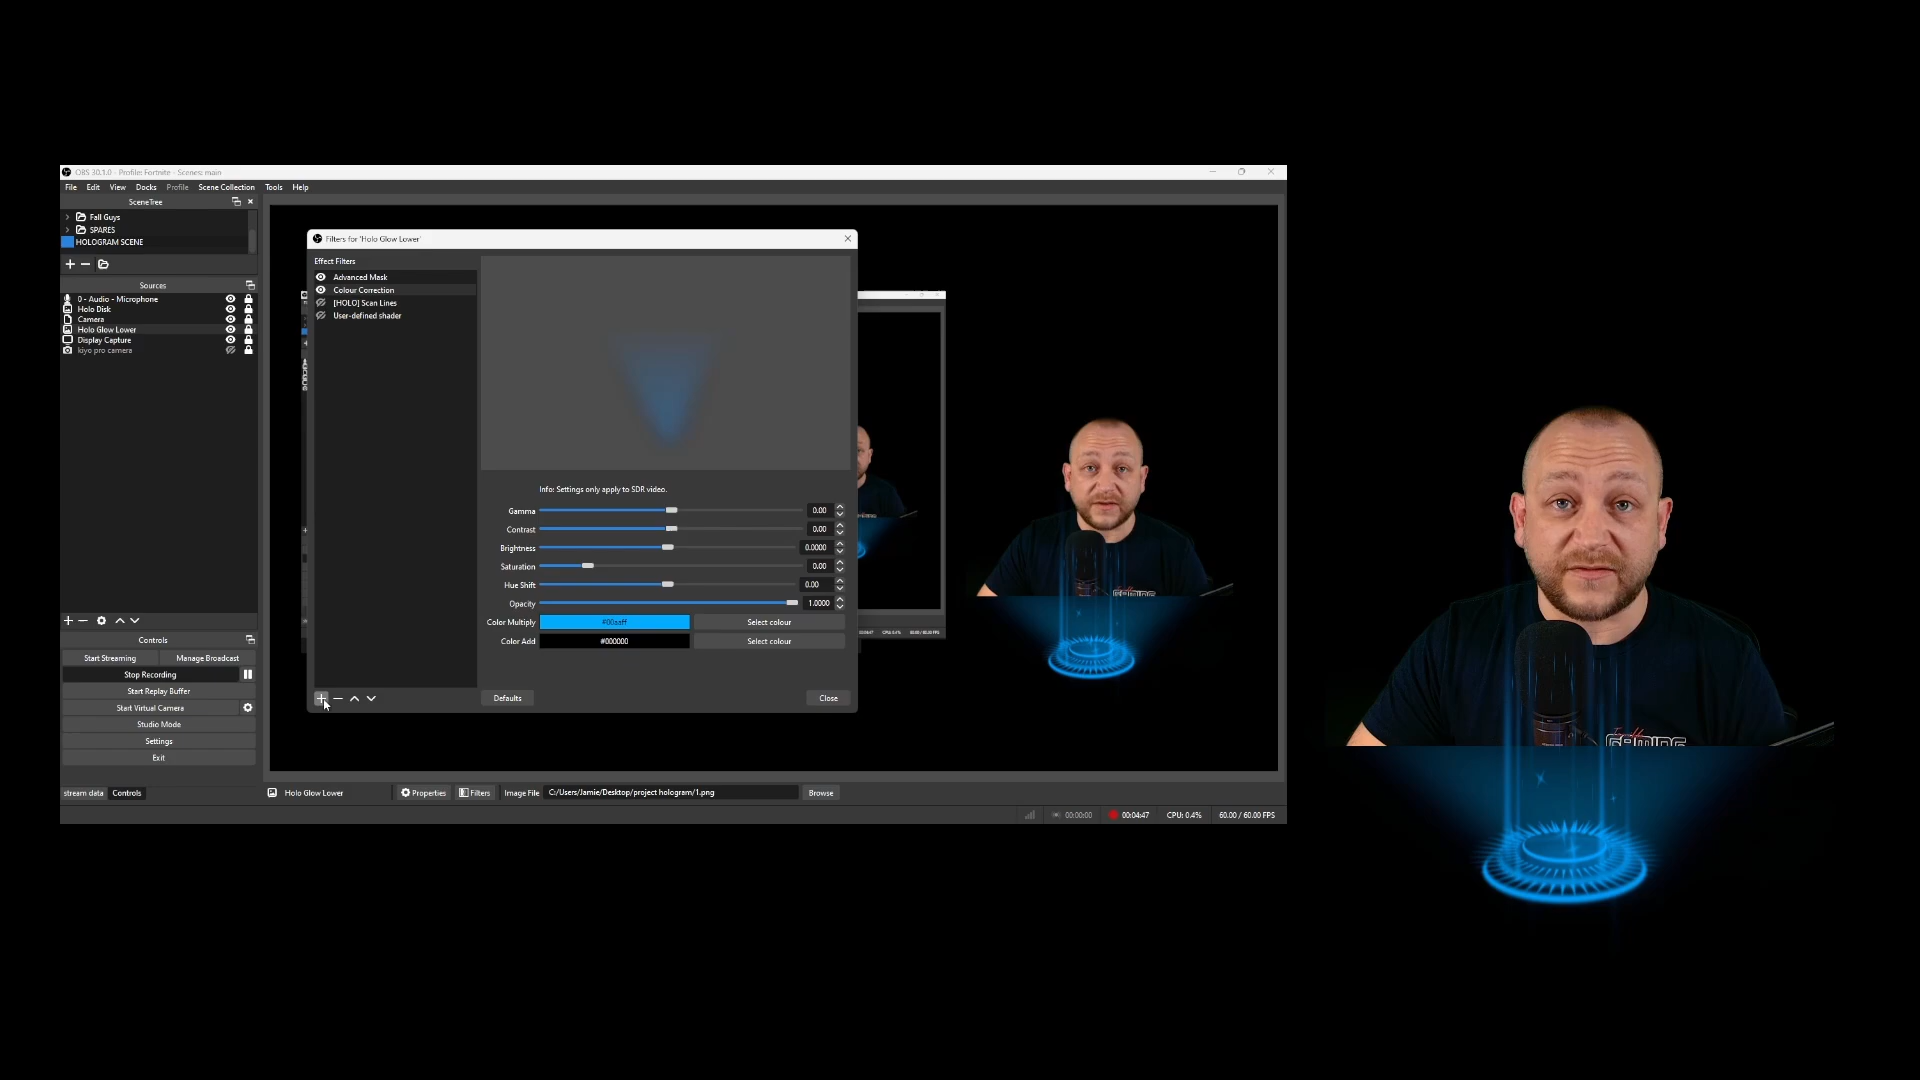 OBS 30.1.0 - Profile: Fortnite - Scenes: main
File Edit View Docks Profile Scene Collection Tools Help
SceneTree
Fall Guys
SPARES
HOLOGRAM SCENE
Sources
0 - Audio - Microphone
Holo Disk
Camera
Holo Glow Lower
Display Capture
kiyo pro camera
Controls
Start Streaming Manage Broadcast
Stop Recording
Start Replay Buffer
Start Virtual Camera
Studio Mode
Settings
Exit
stream data Controls
Filters for 'Holo Glow Lower'
Effect Filters
Advanced Mask
Colour Correction
[HOLO] Scan Lines
User-defined shader
Info: Settings only apply to SDR video.
Gamma 0.00
Contrast 0.00
Brightness 0.0000
Saturation 0.00
Hue Shift 0.00
Opacity 1.0000
Color Multiply #00aaff Select colour
Color Add #000000 Select colour
Defaults Close
Holo Glow Lower Properties Filters Image File C:/Users/Jamie/Desktop/project hologram/1.png Browse
00:00:00 00:04:47 CPU: 0.4% 60.00 / 60.00 FPS
GAMING